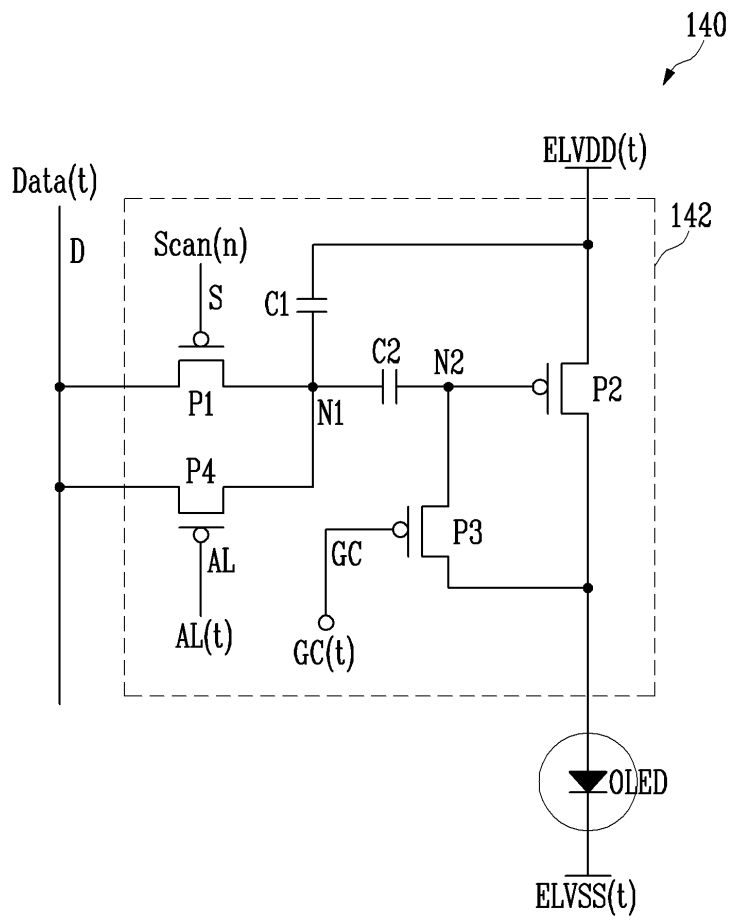 140
ELVDD(t)
Data(t)
142
D
Scan(n)
S
C1
C2
N2
P2
P1
N1
P4
P3
AL
GC
AL(t)
GC(t)
OLED
ELVSS(t)